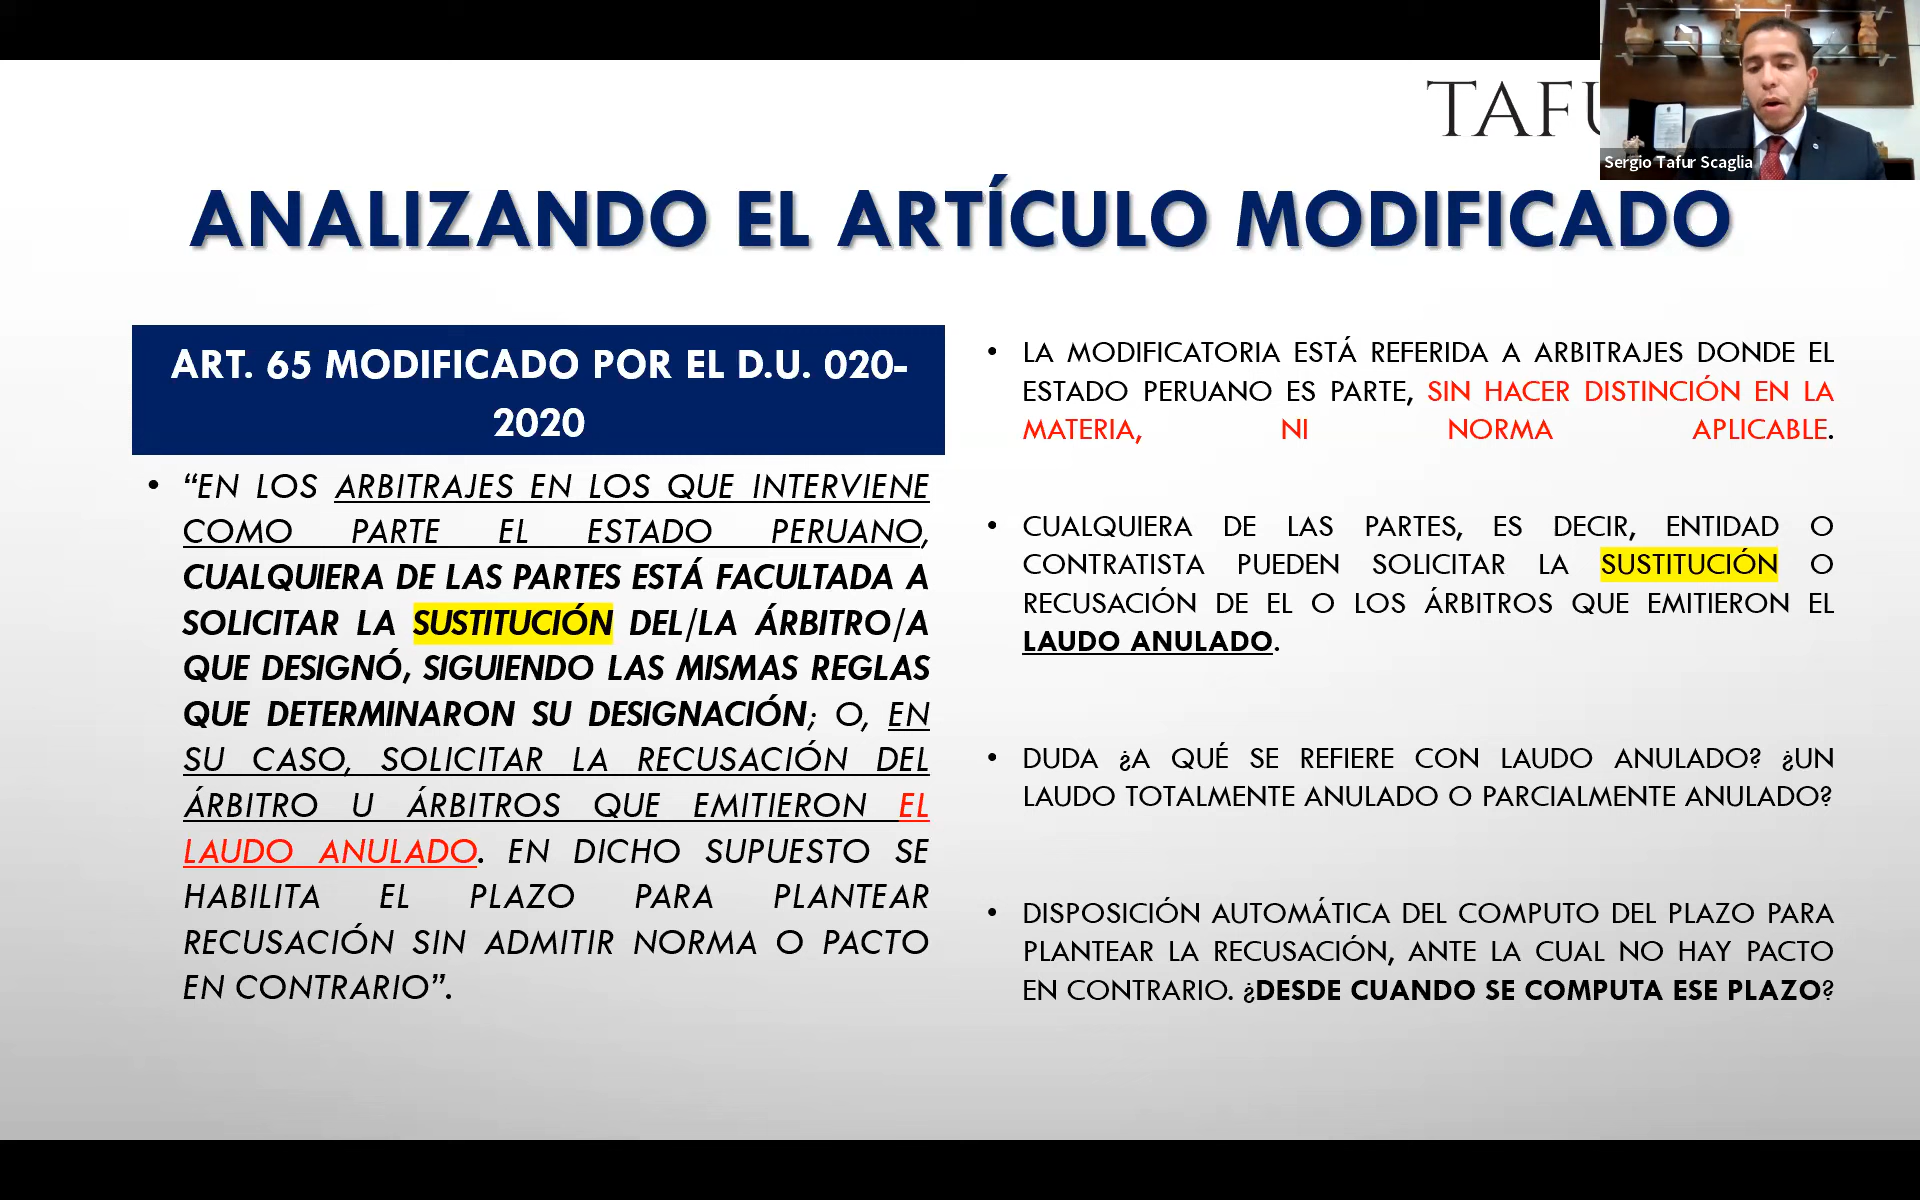 TAFU
Sergio Tafur Scaglia
ANALIZANDO EL ARTÍCULO MODIFICADO
ART. 65 MODIFICADO POR EL D.U. 020-
2020
• “EN LOS ARBITRAJES EN LOS QUE INTERVIENE
COMO PARTE EL ESTADO PERUANO,
CUALQUIERA DE LAS PARTES ESTÁ FACULTADA A
SOLICITAR LA SUSTITUCIÓN DEL/LA ÁRBITRO/A
QUE DESIGNÓ, SIGUIENDO LAS MISMAS REGLAS
QUE DETERMINARON SU DESIGNACIÓN; O, EN
SU CASO, SOLICITAR LA RECUSACIÓN DEL
ÁRBITRO U ÁRBITROS QUE EMITIERON EL
LAUDO ANULADO. EN DICHO SUPUESTO SE
HABILITA EL PLAZO PARA PLANTEAR
RECUSACIÓN SIN ADMITIR NORMA O PACTO
EN CONTRARIO”.
• LA MODIFICATORIA ESTÁ REFERIDA A ARBITRAJES DONDE EL
ESTADO PERUANO ES PARTE, SIN HACER DISTINCIÓN EN LA
MATERIA, NI NORMA APLICABLE.
• CUALQUIERA DE LAS PARTES, ES DECIR, ENTIDAD O
CONTRATISTA PUEDEN SOLICITAR LA SUSTITUCIÓN O
RECUSACIÓN DE EL O LOS ÁRBITROS QUE EMITIERON EL
LAUDO ANULADO.
• DUDA ¿A QUÉ SE REFIERE CON LAUDO ANULADO? ¿UN
LAUDO TOTALMENTE ANULADO O PARCIALMENTE ANULADO?
• DISPOSICIÓN AUTOMÁTICA DEL COMPUTO DEL PLAZO PARA
PLANTEAR LA RECUSACIÓN, ANTE LA CUAL NO HAY PACTO
EN CONTRARIO. ¿DESDE CUANDO SE COMPUTA ESE PLAZO?